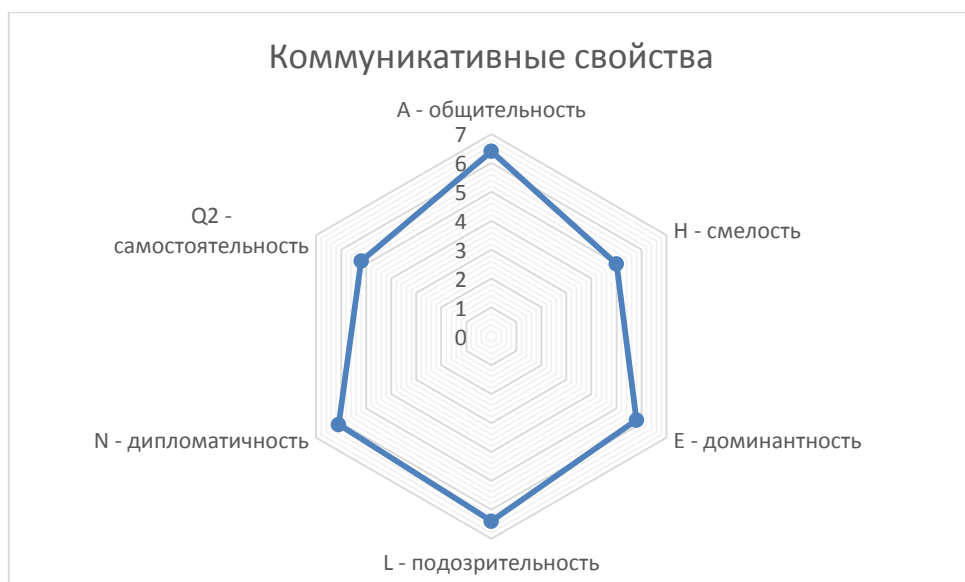 Коммуникативные свойства
A - общительность
7
6
5
4
3
2
1
0
H - смелость
E - доминантность
L - подозрительность
N - дипломатичность
Q2 -
самостоятельность